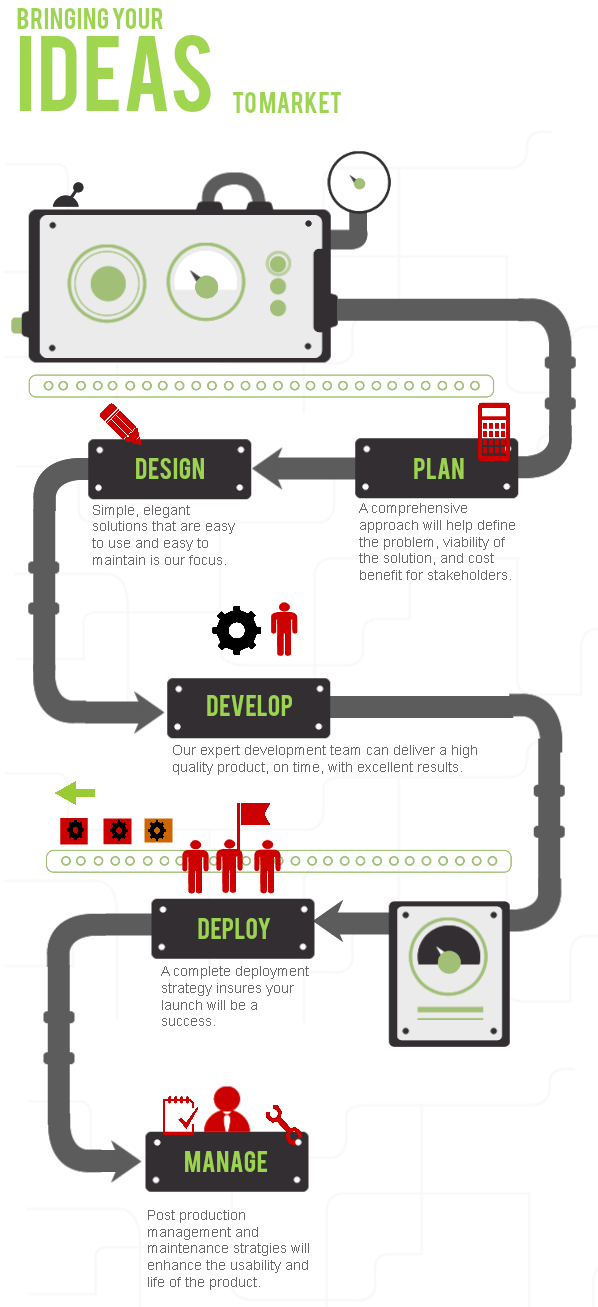 BRINGING YOUR
IDEAS
TO MARKET
DESIGN
PLAN
Simple, elegant
solutions that are easy
to use and easy to
maintain is our focus.
A comprehensive
approach will help define
the problem, viability of
the solution, and cost
benefit for stakeholders.
DEVELOP
Our expert development team can deliver a high
quality product, on time, with excellent results.
DEPLOY
A complete deployment
strategy insures your
launch will be a
success.
MANAGE
Post production
management and
maintenance stratgies will
enhance the usability and
life of the product.